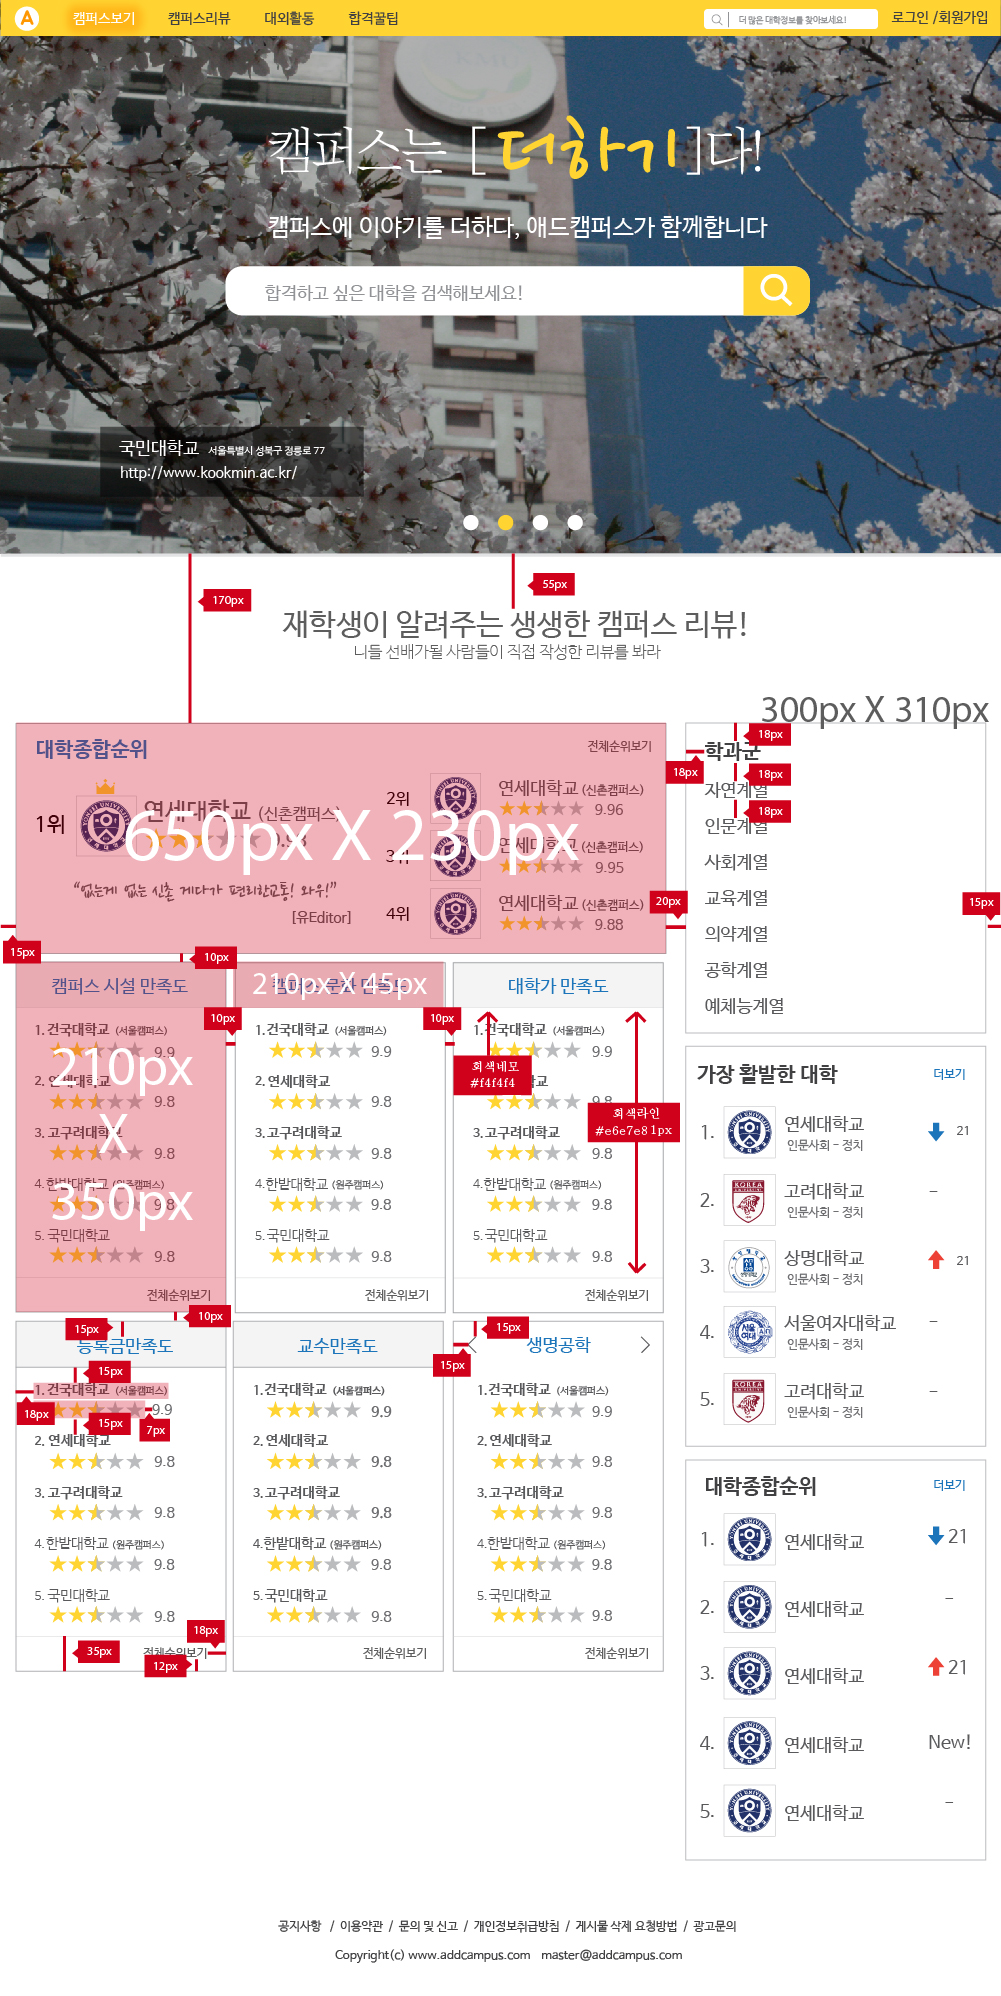 A 캠퍼스보기 캠퍼스리뷰 대외활동 합격꿀팁 더 많은 대학정보를 찾아보세요! 로그인 /회원가입
캠퍼스는 [더하기]다!
캠퍼스에 이야기를 더하다, 애드캠퍼스가 함께합니다
합격하고 싶은 대학을 검색해보세요!
국민대학교 서울특별시 성북구 정릉로 77
http://www.kookmin.ac.kr/
55px
170px
재학생이 알려주는 생생한 캠퍼스 리뷰!
니들 선배가될 사람들이 직접 작성한 리뷰를 봐라
300px X 310px
대학종합순위 전체순위보기
1위 연세대학교 (신촌캠퍼스)
650px X 230px
“없는게 없는 신촌 게다가 편리한교통! 와우!”
[유Editor]
2위 연세대학교 (신촌캠퍼스)
9.96
3위 연세대학교 (신촌캠퍼스)
9.95
4위 연세대학교 (신촌캠퍼스)
9.88
15px
20px
10px
학과군
18px
18px
18px
18px
자연계열
인문계열
사회계열
교육계열
의약계열
공학계열
예체능계열
15px
캠퍼스 시설 만족도
1. 건국대학교 (서울캠퍼스)
9.9
2. 연세대학교
9.8
3. 고구려대학교
9.8
4.한밭대학교 (원주캠퍼스)
9.8
5. 국민대학교
9.8
전체순위보기
210px
X
350px
210px X 45px
10px
10px
1.건국대학교 (서울캠퍼스)
9.9
2. 연세대학교
9.8
3.고구려대학교
9.8
4.한밭대학교 (원주캠퍼스)
9.8
5. 국민대학교
9.8
전체순위보기
대학가 만족도
1.건국대학교 (서울캠퍼스)
9.9
회색네모
#f4f4f4
9.8
회색라인
#e6e7e8 1px
3. 고구려대학교
9.8
4.한밭대학교 (원주캠퍼스)
9.8
5. 국민대학교
9.8
전체순위보기
가장 활발한 대학 더보기
1. 연세대학교 21
인문사회 - 정치
2. 고려대학교 -
인문사회 - 정치
3. 상명대학교 21
인문사회 - 정치
4. 서울여자대학교 -
인문사회 - 정치
5. 고려대학교 -
인문사회 - 정치
10px
15px
등록금만족도
15px
1. 건국대학교 (서울캠퍼스)
9.9
18px
15px
7px
2. 연세대학교
9.8
3. 고구려대학교
9.8
4.한밭대학교 (원주캠퍼스)
9.8
5. 국민대학교
9.8
18px
35px
전체순위보기
12px
교수만족도
1.건국대학교 (서울캠퍼스)
9.9
2. 연세대학교
9.8
3.고구려대학교
9.8
4.한밭대학교 (원주캠퍼스)
9.8
5. 국민대학교
9.8
전체순위보기
15px
15px
생명공학
1.건국대학교 (서울캠퍼스)
9.9
2. 연세대학교
9.8
3.고구려대학교
9.8
4.한밭대학교 (원주캠퍼스)
9.8
5. 국민대학교
9.8
전체순위보기
대학종합순위 더보기
1. 연세대학교 21
2. 연세대학교 -
3. 연세대학교 21
4. 연세대학교 New!
5. 연세대학교 -
공지사항 / 이용약관 / 문의 및 신고 / 개인정보취급방침 / 게시물 삭제 요청방법 / 광고문의
Copyright(c) www.addcampus.com master@addcampus.com